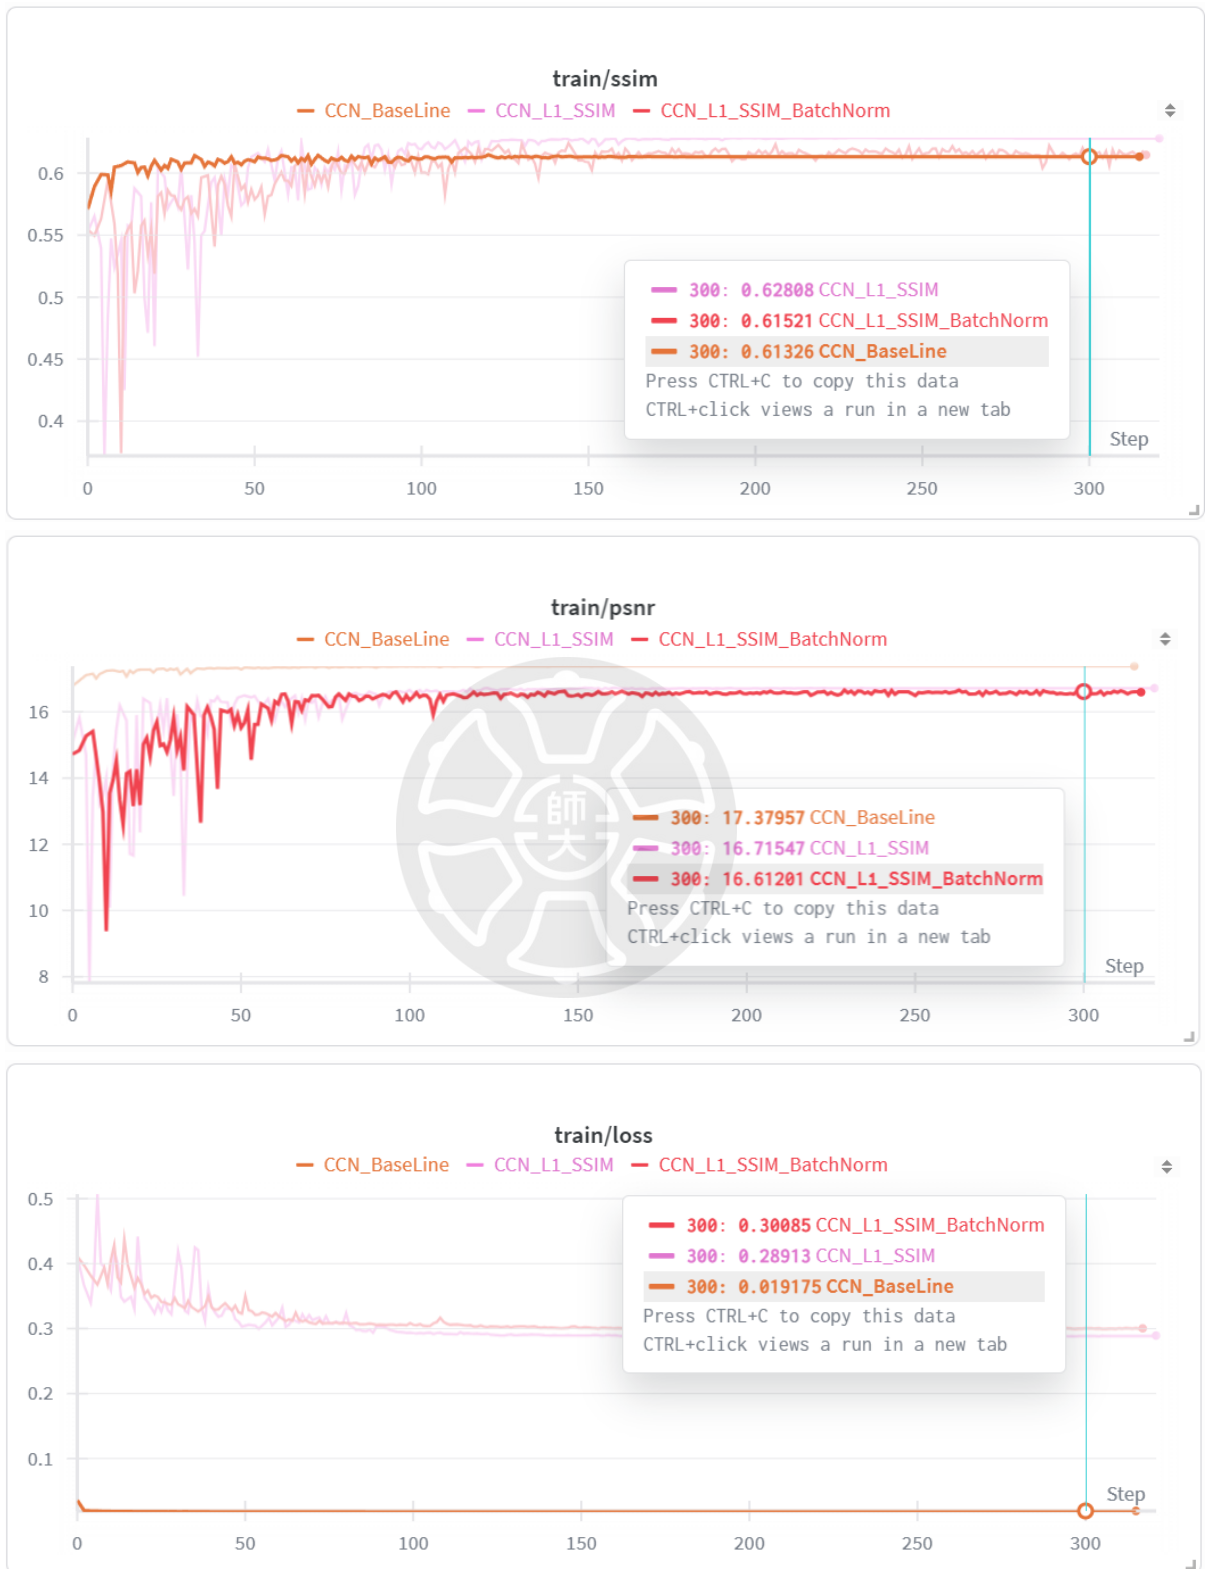 train/ssim
CCN_BaseLine CCN_L1_SSIM CCN_L1_SSIM_BatchNorm
0.6
0.55
0.5
0.45
0.4
300: 0.62808 CCN_L1_SSIM
300: 0.61521 CCN_L1_SSIM_BatchNorm
300: 0.61326 CCN_BaseLine
Press CTRL+C to copy this data
CTRL+click views a run in a new tab
Step
0 50 100 150 200 250 300
train/psnr
CCN_BaseLine CCN_L1_SSIM CCN_L1_SSIM_BatchNorm
16
14
12
10
8
師大
300: 17.37957 CCN_BaseLine
300: 16.71547 CCN_L1_SSIM
300: 16.61201 CCN_L1_SSIM_BatchNorm
Press CTRL+C to copy this data
CTRL+click views a run in a new tab
Step
0 50 100 150 200 250 300
train/loss
CCN_BaseLine CCN_L1_SSIM CCN_L1_SSIM_BatchNorm
0.5
0.4
0.3
0.2
0.1
300: 0.30085 CCN_L1_SSIM_BatchNorm
300: 0.28913 CCN_L1_SSIM
300: 0.019175 CCN_BaseLine
Press CTRL+C to copy this data
CTRL+click views a run in a new tab
Step
0 50 100 150 200 250 300